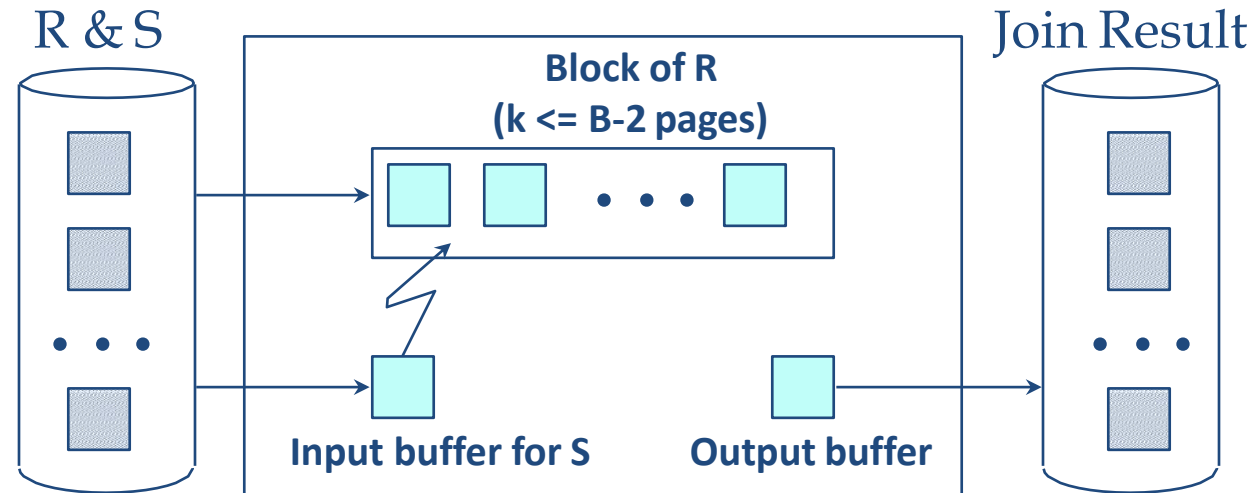 R & S
Block of R
(k <= B-2 pages)
Join Result
Input buffer for S
Output buffer